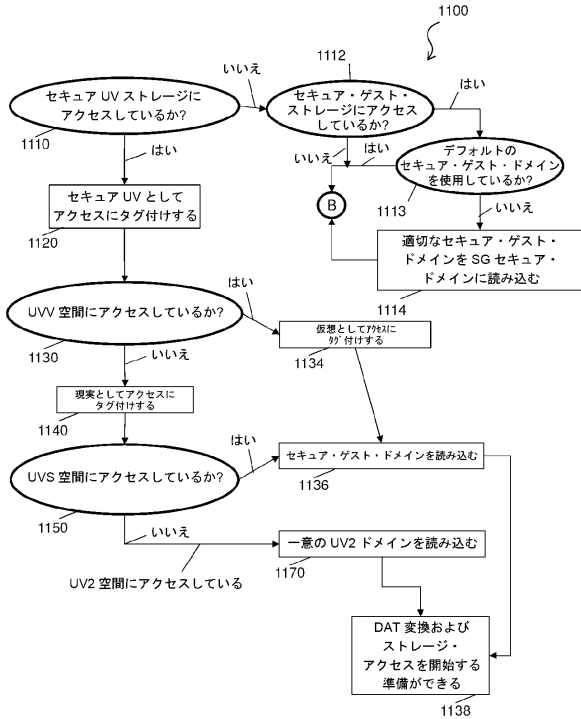 1100
1112
いいえ
セキュア UV ストレージに
アクセスしているか?
1110
セキュア・ゲスト・
ストレージにアクセス
しているか?
はい
はい
いいえ
はい
デフォルトの
セキュア・ゲスト・ドメイン
を使用しているか?
1113
B
いいえ
セキュア UV として
アクセスにタグ付けする
1120
適切なセキュア・ゲスト・
ドメインを SG セキュア・
ドメインに読み込む
1114
はい
UVV 空間にアクセスしているか?
1130
仮想としてアクセスに
タグ付けする
1134
いいえ
現実としてアクセスに
タグ付けする
1140
はい
UVS 空間にアクセスしているか?
1150
セキュア・ゲスト・ドメインを読み込む
1136
いいえ
一意の UV2 ドメインを読み込む
1170
UV2 空間にアクセスしている
DAT 変換および
ストレージ・
アクセスを開始する
準備ができる
1138